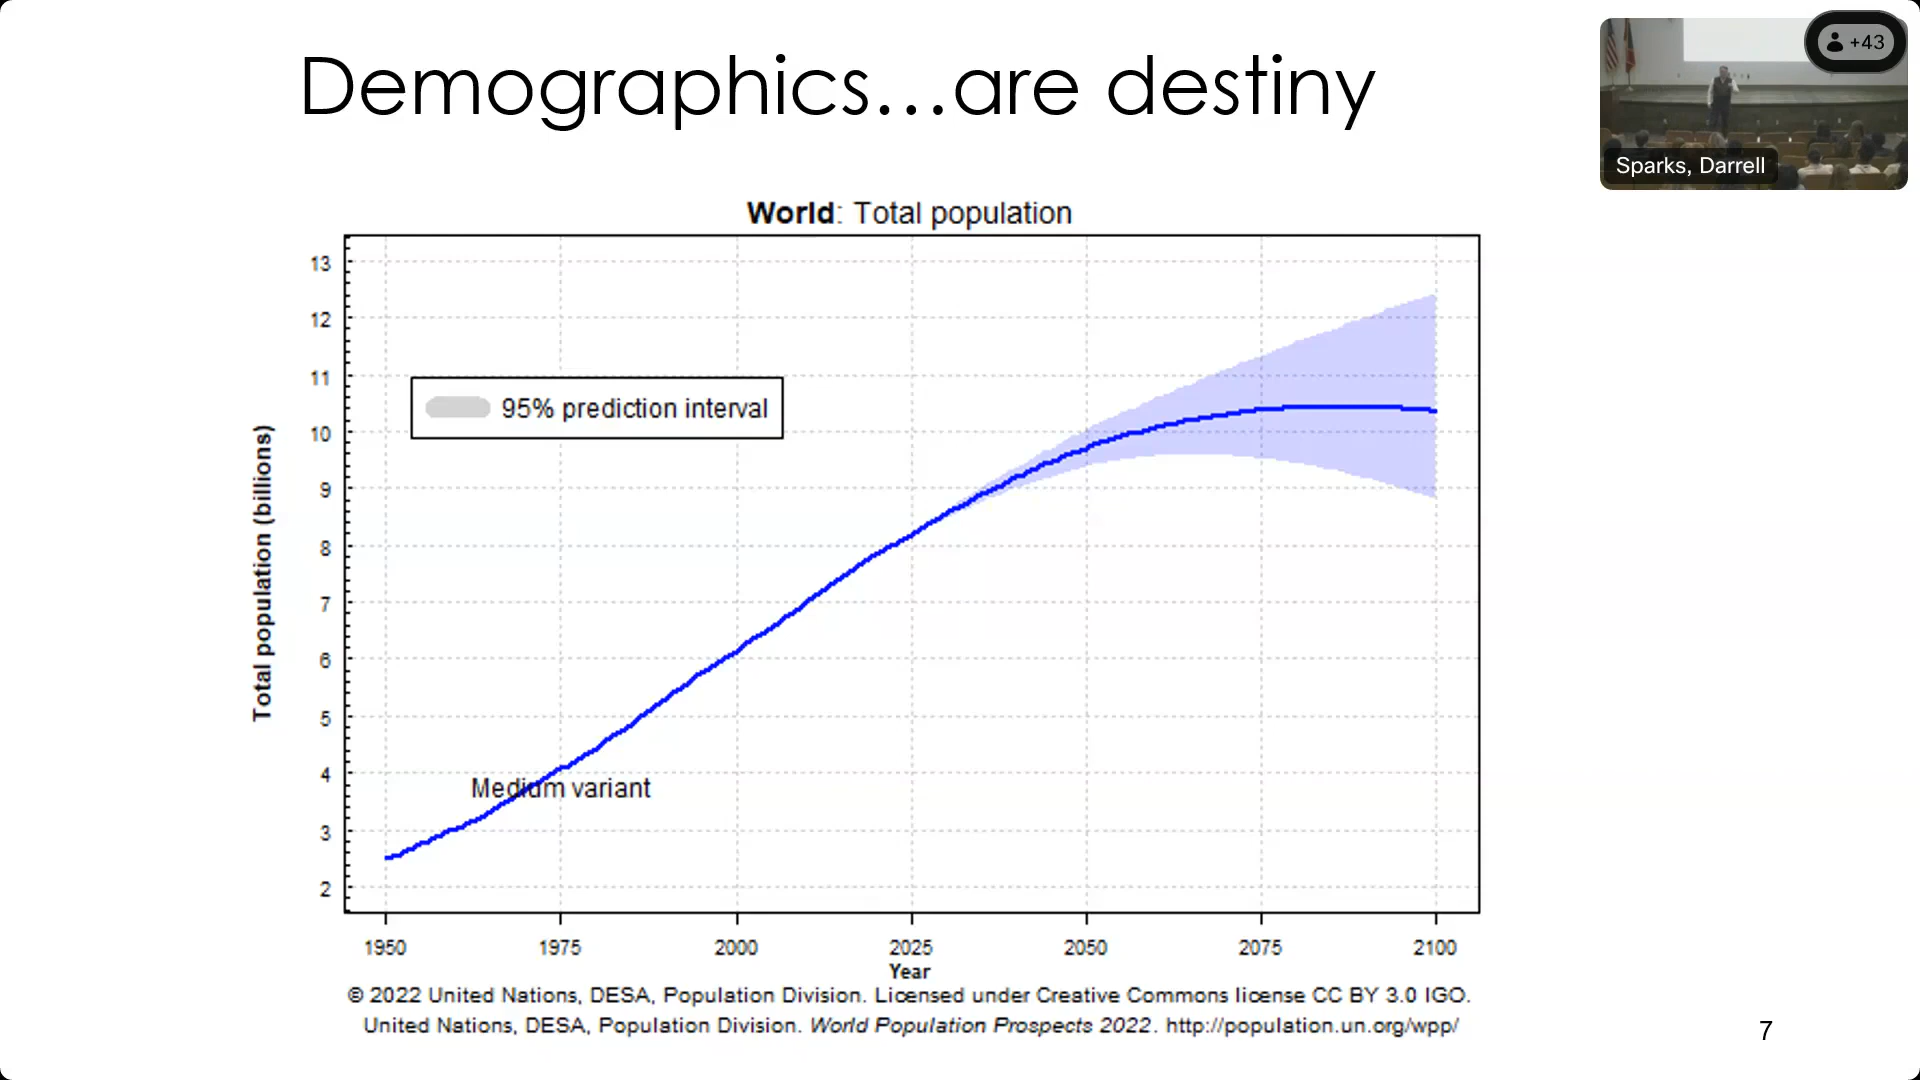 Demographics...are destiny
+43
Sparks, Darrell
World: Total population
13
12
11
10
9
8
7
6
5
4
3
2
95% prediction interval
Medium variant
Total population (billions)
1950 1975 2000 2025 2050 2075 2100
Year
© 2022 United Nations, DESA, Population Division. Licensed under Creative Commons license CC BY 3.0 IGO.
United Nations, DESA, Population Division. World Population Prospects 2022. http://population.un.org/wpp/
7